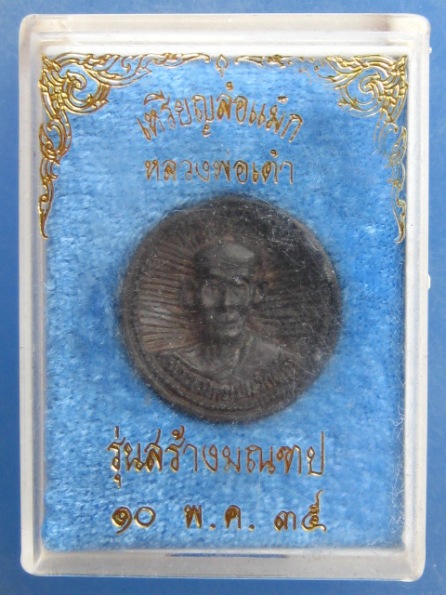 เหรียญล้อแม๊ก
หลวงพ่อเต๋า
รุ่นสร้างมณฑป
๑๐ พ.ค. ๓๕